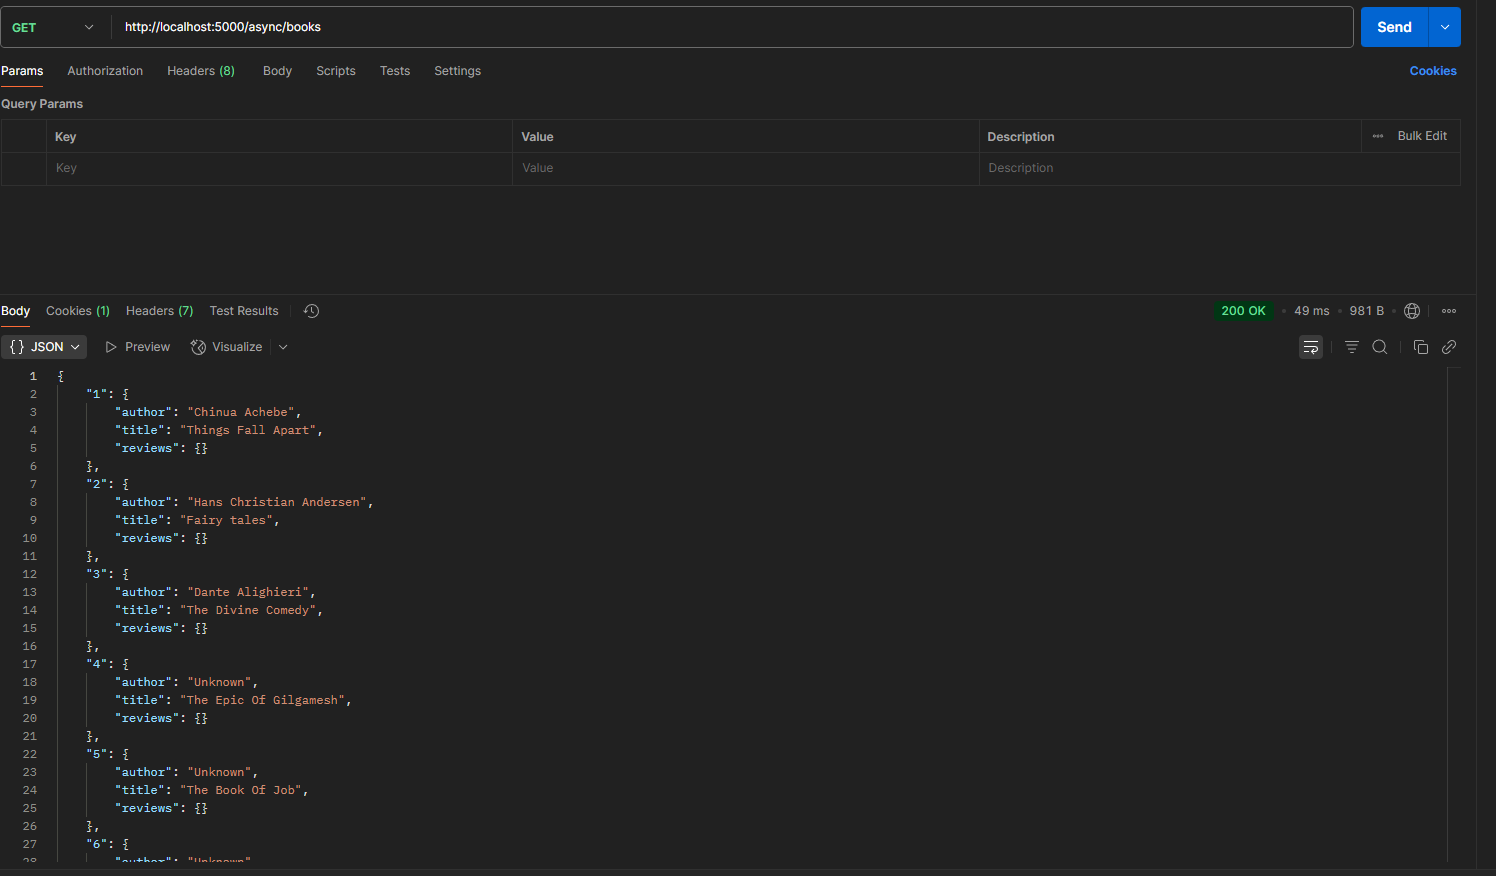 GET http://localhost:5000/async/books Send
Params Authorization Headers (8) Body Scripts Tests Settings Cookies
Query Params
Key Value Description Bulk Edit
Key Value Description
Body Cookies (1) Headers (7) Test Results 200 OK 49 ms 981 B
{} JSON Preview Visualize
1 {
2 "1": {
3 "author": "Chinua Achebe",
4 "title": "Things Fall Apart",
5 "reviews": {}
6 },
7 "2": {
8 "author": "Hans Christian Andersen",
9 "title": "Fairy tales",
10 "reviews": {}
11 },
12 "3": {
13 "author": "Dante Alighieri",
14 "title": "The Divine Comedy",
15 "reviews": {}
16 },
17 "4": {
18 "author": "Unknown",
19 "title": "The Epic Of Gilgamesh",
20 "reviews": {}
21 },
22 "5": {
23 "author": "Unknown",
24 "title": "The Book Of Job",
25 "reviews": {}
26 },
27 "6": {
28 "author": "Unknown"